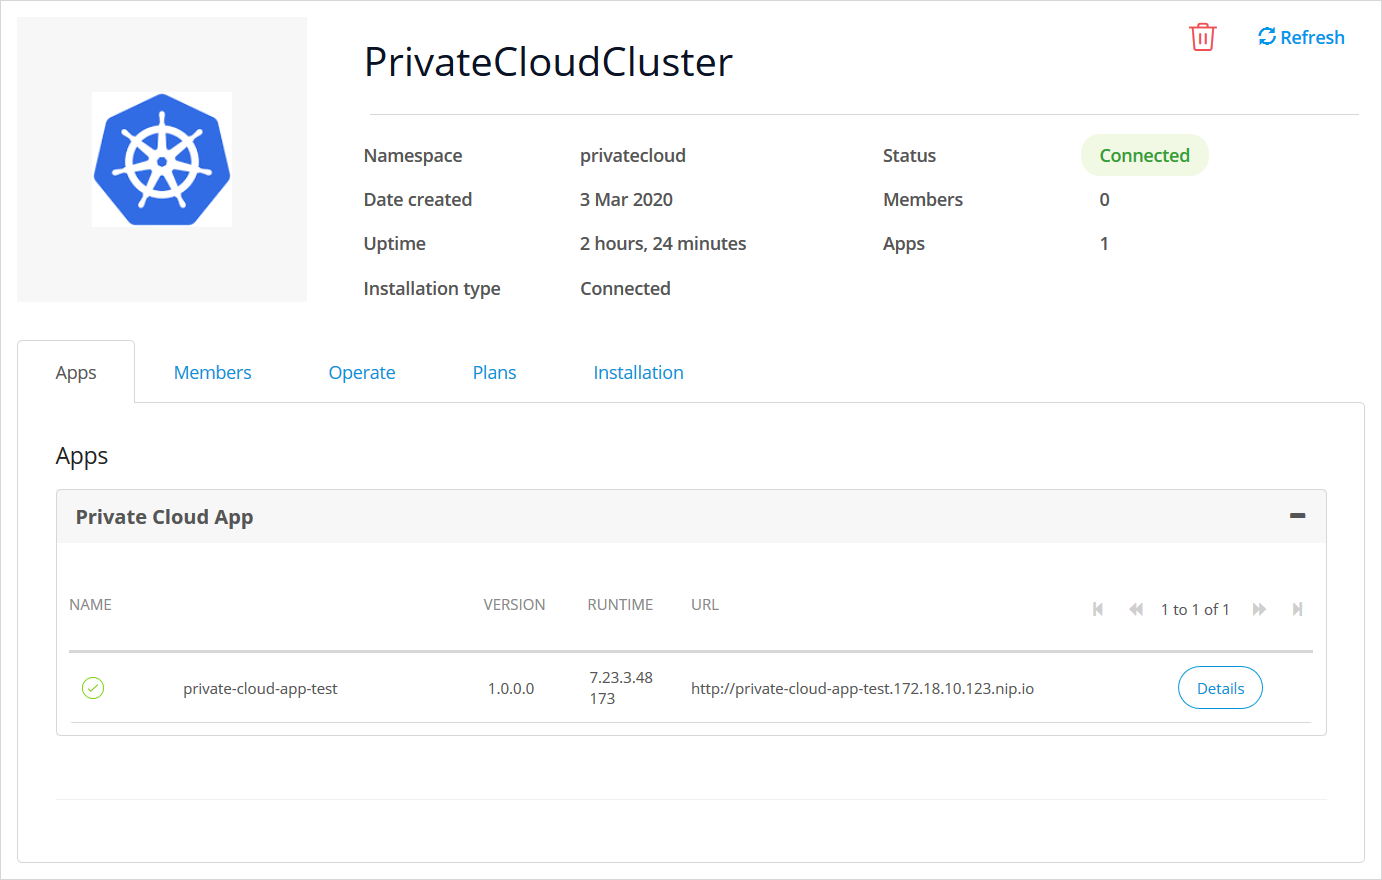 PrivateCloudCluster
Refresh
Namespace privatecloud Status Connected
Date created 3 Mar 2020 Members 0
Uptime 2 hours, 24 minutes Apps 1
Installation type Connected
Apps Members Operate Plans Installation
Apps
Private Cloud App
NAME VERSION RUNTIME URL 1 to 1 of 1
private-cloud-app-test 1.0.0.0 7.23.3.48 http://private-cloud-app-test.172.18.10.123.nip.io Details
173